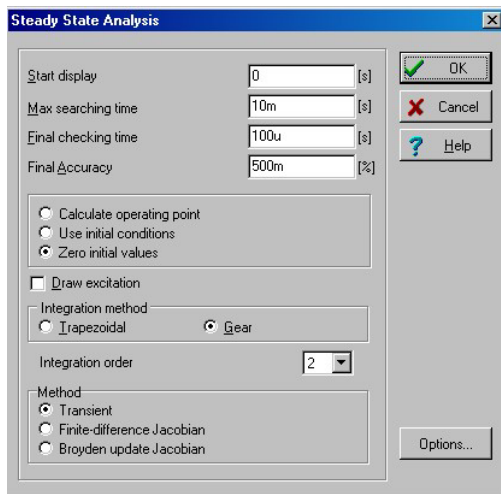 Steady State Analysis
Start display 0 [s]
Max searching time 10m [s]
Final checking time 100u [s]
Final Accuracy 500m [%]
OK
Cancel
Help
Calculate operating point
Use initial conditions
Zero initial values
Draw excitation
Integration method
Trapezoidal Gear
Integration order 2
Method
Transient
Finite-difference Jacobian
Broyden update Jacobian
Options...